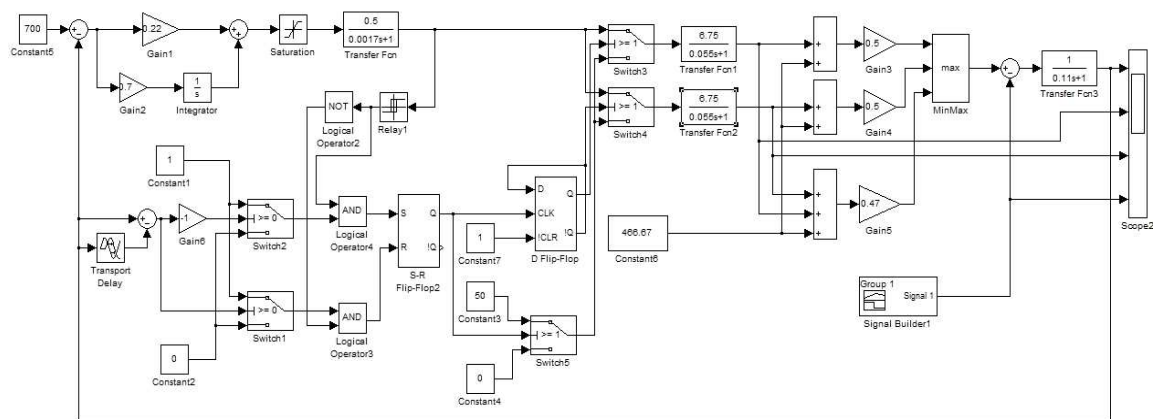 700
Constant5
0.22
Gain1
0.7
Gain2
1
s
Integrator
Saturation
0.5
0.0017s+1
Transfer Fcn
NOT
Logical
Operator2
Relay1
>= 1
Switch3
>= 1
Switch4
6.75
0.055s+1
Transfer Fcn1
6.75
0.055s+1
Transfer Fcn2
0.5
Gain3
0.5
Gain4
0.47
Gain5
max
MinMax
1
0.11s+1
Transfer Fcn3
Scope2
1
Constant1
Transport
Delay
-1
Gain6
>= 0
Switch2
>= 0
Switch1
0
Constant2
AND
Logical
Operator4
AND
Logical
Operator3
S
Q
R
!Q
S-R
Flip-Flop2
D
Q
CLK
!CLR
!Q
D Flip-Flop
1
Constant7
50
Constant3
0
Constant4
>= 1
Switch5
466.67
Constant6
Group 1
Signal 1
Signal Builder1